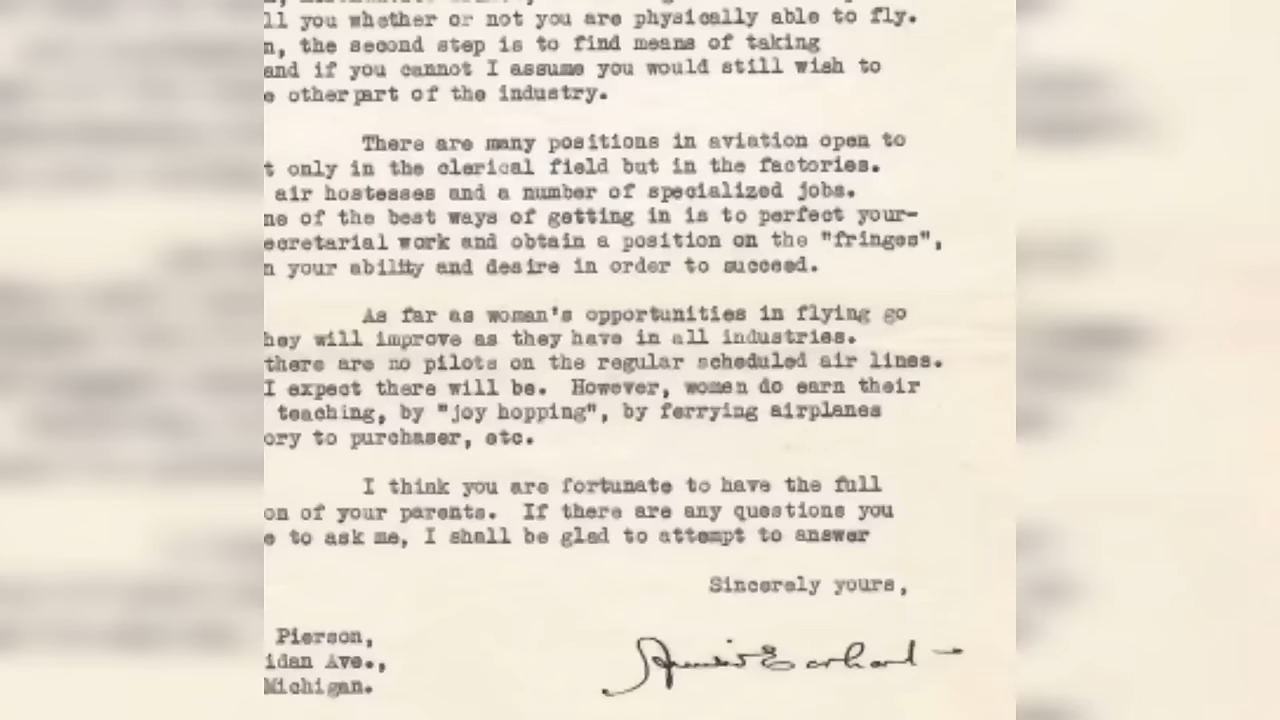 ll you whether or not you are physically able to fly.
n, the second step is to find means of taking
and if you cannot I assume you would still wish to
e other part of the industry.
There are many positions in aviation open to
t only in the clerical field but in the factories.
air hostesses and a number of specialized jobs.
ne of the best ways of getting in is to perfect your-
ecretarial work and obtain a position on the "fringes",
n your ability and desire in order to succeed.
As far as woman's opportunities in flying go
hey will improve as they have in all industries.
there are no pilots on the regular scheduled air lines.
I expect there will be. However, women do earn their
teaching, by "joy hopping", by ferrying airplanes
ory to purchaser, etc.
I think you are fortunate to have the full
on of your parents. If there are any questions you
e to ask me, I shall be glad to attempt to answer
Sincerely yours,
Pierson,
idan Ave.,
Michigan.
Amelia Earhart